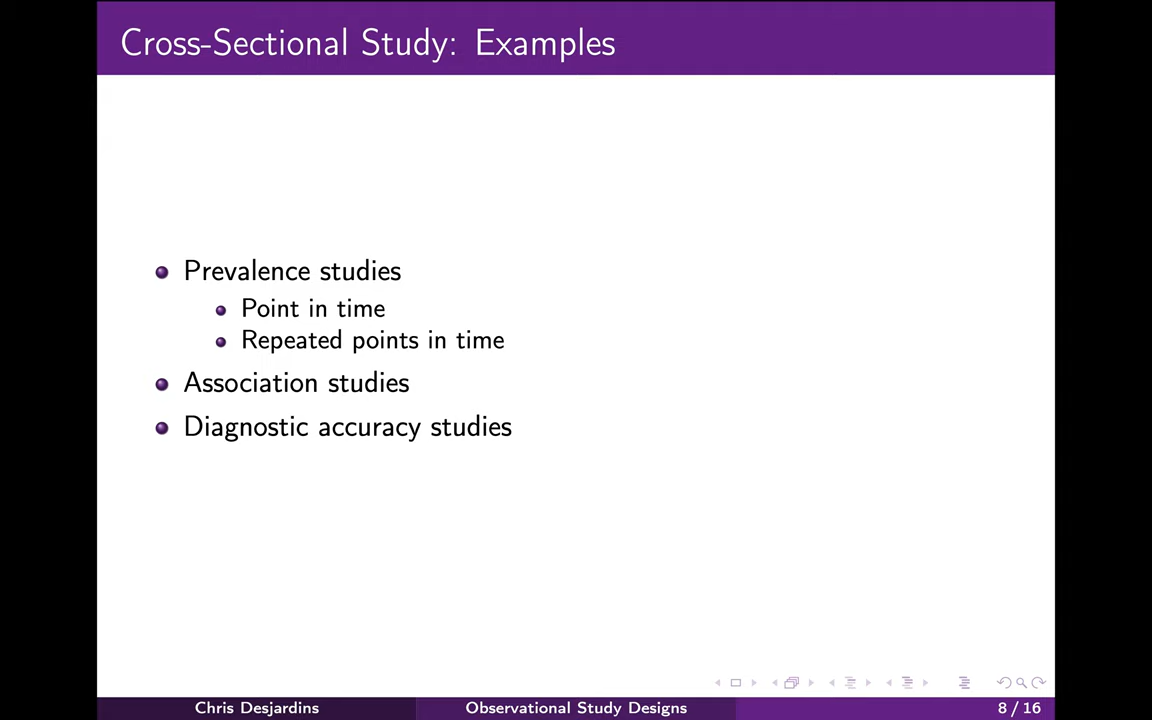 Cross-Sectional Study: Examples
Prevalence studies
Point in time
Repeated points in time
Association studies
Diagnostic accuracy studies
Chris Desjardins
Observational Study Designs
8 / 16